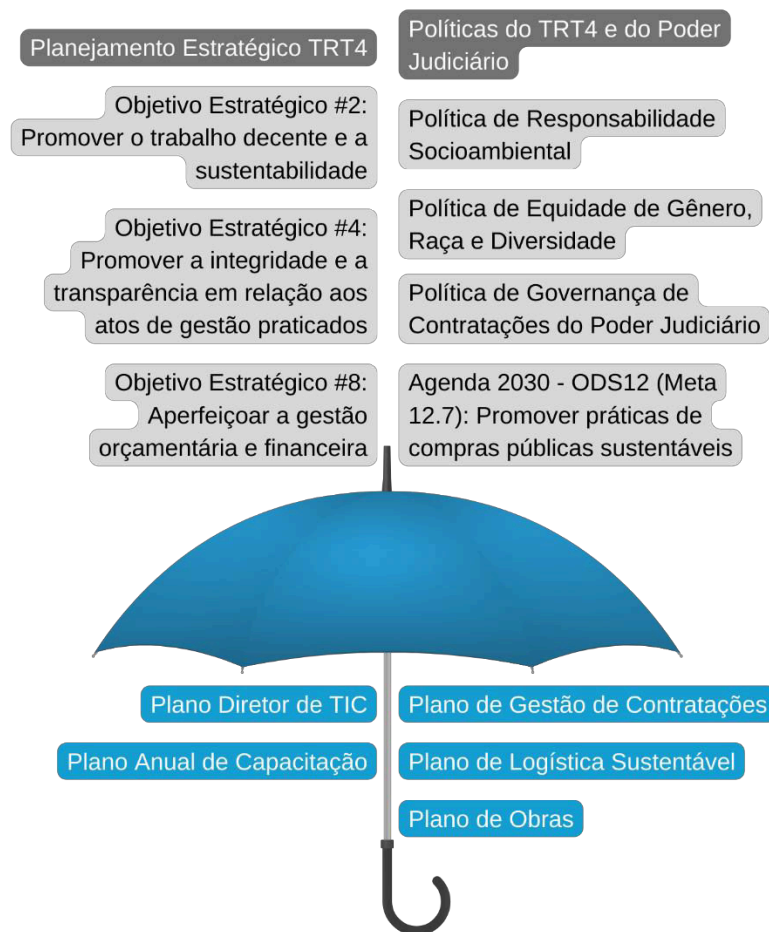 Planejamento Estratégico TRT4
Objetivo Estratégico #2:
Promover o trabalho decente e a
sustentabilidade
Objetivo Estratégico #4:
Promover a integridade e a
transparência em relação aos
atos de gestão praticados
Objetivo Estratégico #8:
Aperfeiçoar a gestão
orçamentária e financeira
Políticas do TRT4 e do Poder
Judiciário
Política de Responsabilidade
Socioambiental
Política de Equidade de Gênero,
Raça e Diversidade
Política de Governança de
Contratações do Poder Judiciário
Agenda 2030 - ODS12 (Meta
12.7): Promover práticas de
compras públicas sustentáveis
Plano Diretor de TIC
Plano Anual de Capacitação
Plano de Gestão de Contratações
Plano de Logística Sustentável
Plano de Obras